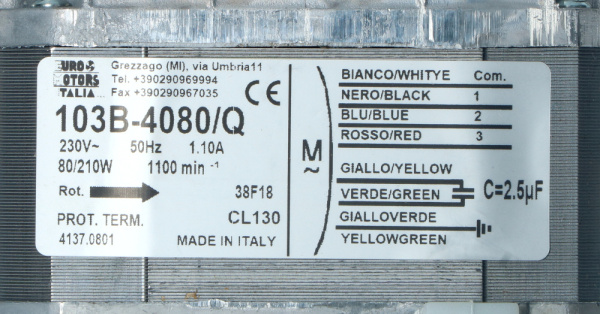 EURO
MOTORS
ITALIA
Grezzago (MI), via Umbria11
Tel. +390290969994
Fax +390290967035
CE
103B-4080/Q
230V~ 50Hz 1.10A
80/210W 1100 min -1
Rot. 38F18
PROT. TERM. CL130
4137.0801 MADE IN ITALY
M
~
BIANCO/WHITYE Com.
NERO/BLACK 1
BLU/BLUE 2
ROSSO/RED 3
GIALLO/YELLOW
VERDE/GREEN C=2.5µF
GIALLOVERDE
YELLOWGREEN